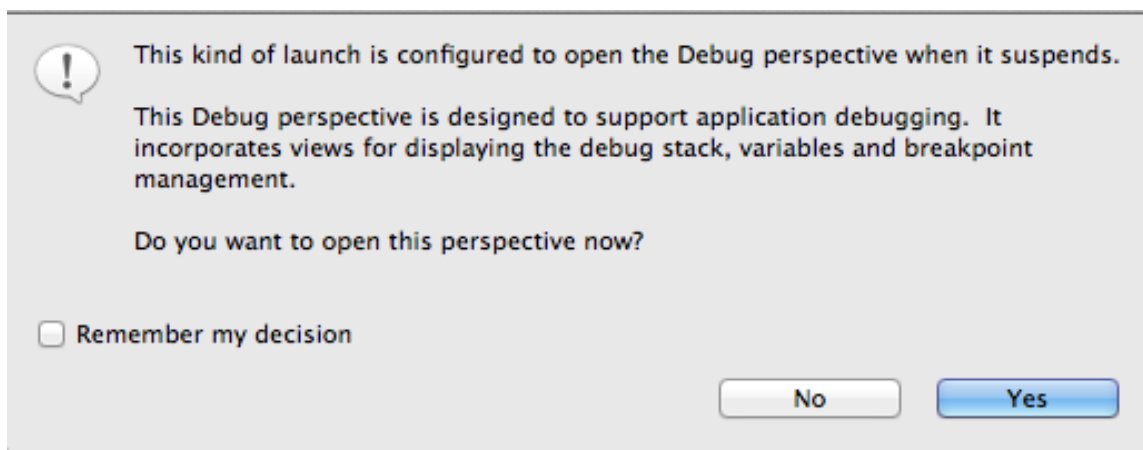 This kind of launch is configured to open the Debug perspective when it suspends.
This Debug perspective is designed to support application debugging.  It
incorporates views for displaying the debug stack, variables and breakpoint
management.
Do you want to open this perspective now?
Remember my decision
No
Yes